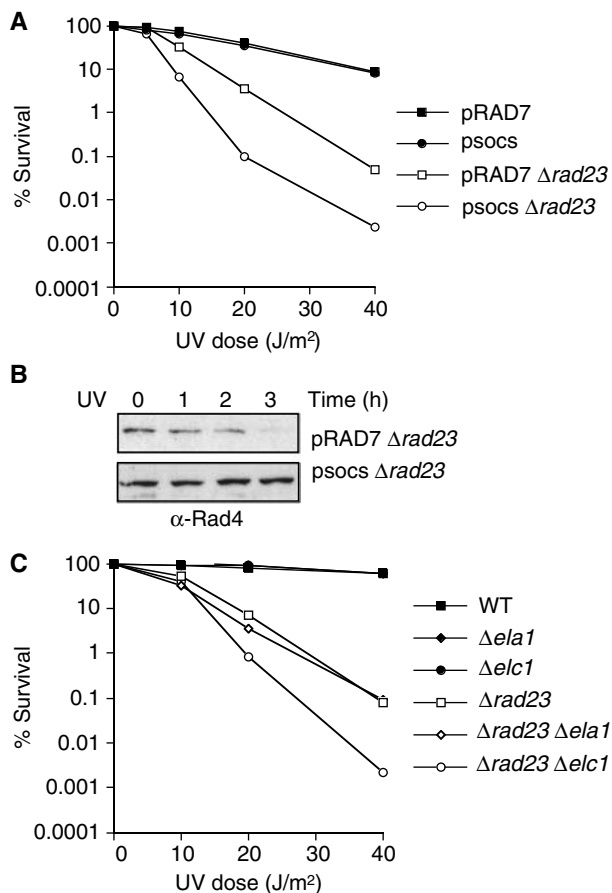 A
100
10
1
0.1
0.01
0.001
0.0001
% Survival
0 10 20 30 40
UV dose (J/m²)
pRAD7
psocs
pRAD7 Δrad23
psocs Δrad23
B
UV 0 1 2 3 Time (h)
pRAD7 Δrad23
psocs Δrad23
α-Rad4
C
100
10
1
0.1
0.01
0.001
0.0001
% Survival
0 10 20 30 40
UV dose (J/m²)
WT
Δela1
Δelc1
Δrad23
Δrad23 Δela1
Δrad23 Δelc1